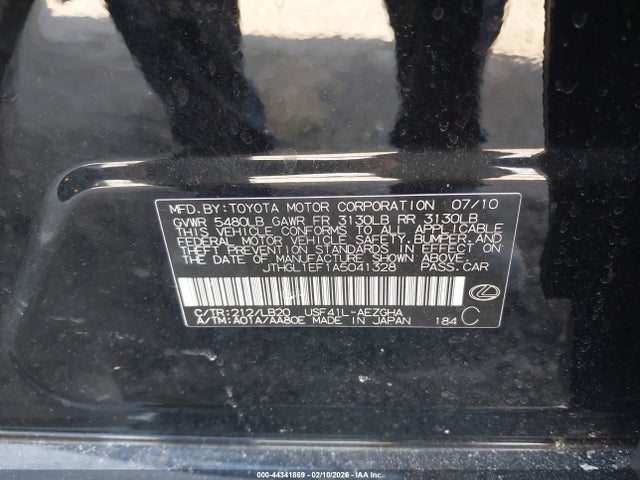 MFD. BY: TOYOTA MOTOR CORPORATION 07/10
GVWR 5480LB GAWR FR 3130LB RR 3130LB
THIS VEHICLE CONFORMS TO ALL APPLICABLE
FEDERAL MOTOR VEHICLE SAFETY, BUMPER, AND
THEFT PREVENTION STANDARDS IN EFFECT ON
THE DATE OF MANUFACTURE SHOWN ABOVE.
JTHGL1EF1A5041328 PASS. CAR
C/TR: 212/LB20 USF41L-AEZGHA
A/TM: A01A/AA80E MADE IN JAPAN 184 C
000-44341869 - 02/10/2026 - IAAI.COM